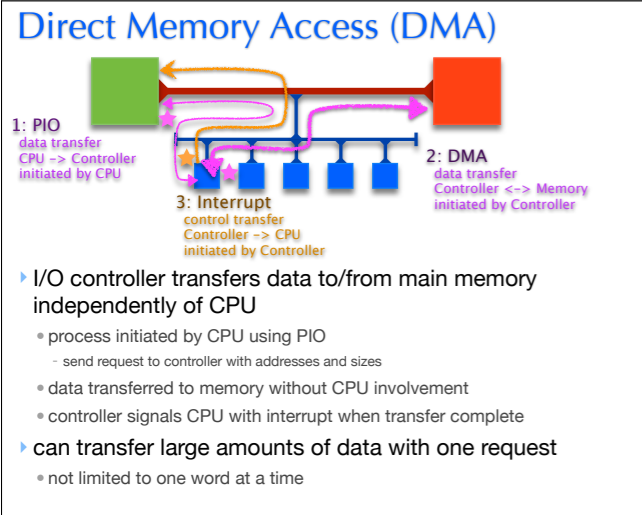 Direct Memory Access (DMA)
1: PIO
data transfer
CPU -> Controller
initiated by CPU
2: DMA
data transfer
Controller <-> Memory
initiated by Controller
3: Interrupt
control transfer
Controller -> CPU
initiated by Controller
‣ I/O controller transfers data to/from main memory
independently of CPU
• process initiated by CPU using PIO
- send request to controller with addresses and sizes
• data transferred to memory without CPU involvement
• controller signals CPU with interrupt when transfer complete
‣ can transfer large amounts of data with one request
• not limited to one word at a time